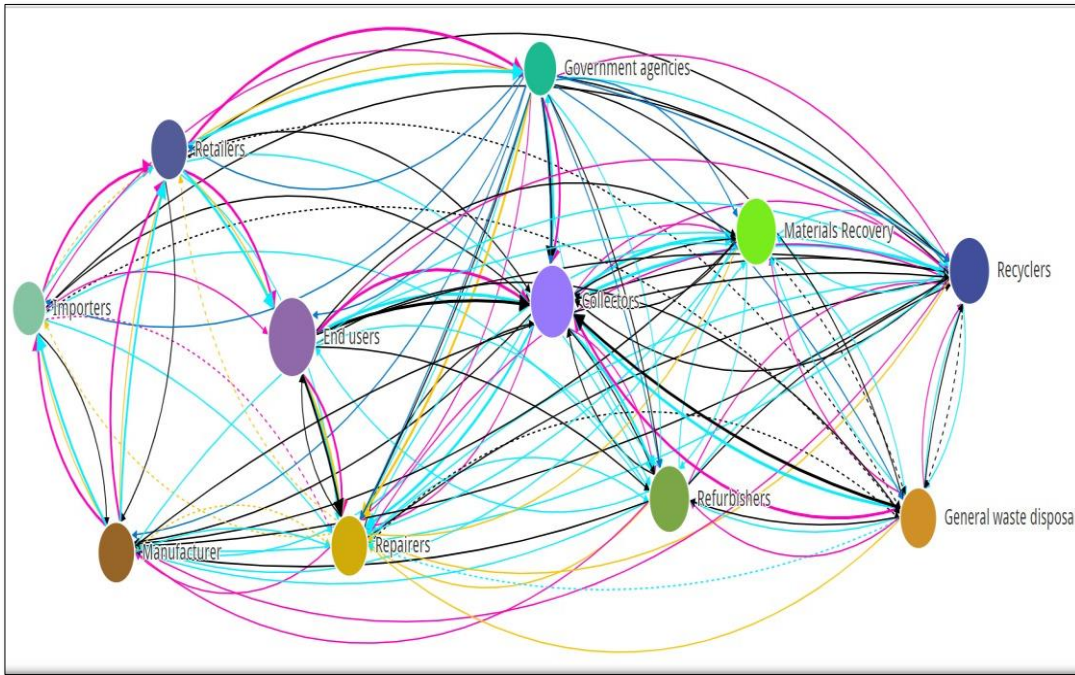 Government agencies
Retailers
Materials Recovery
Recyclers
Importers
Collectors
End users
Refurbishers
General waste disposa
Manufacturer
Repairers